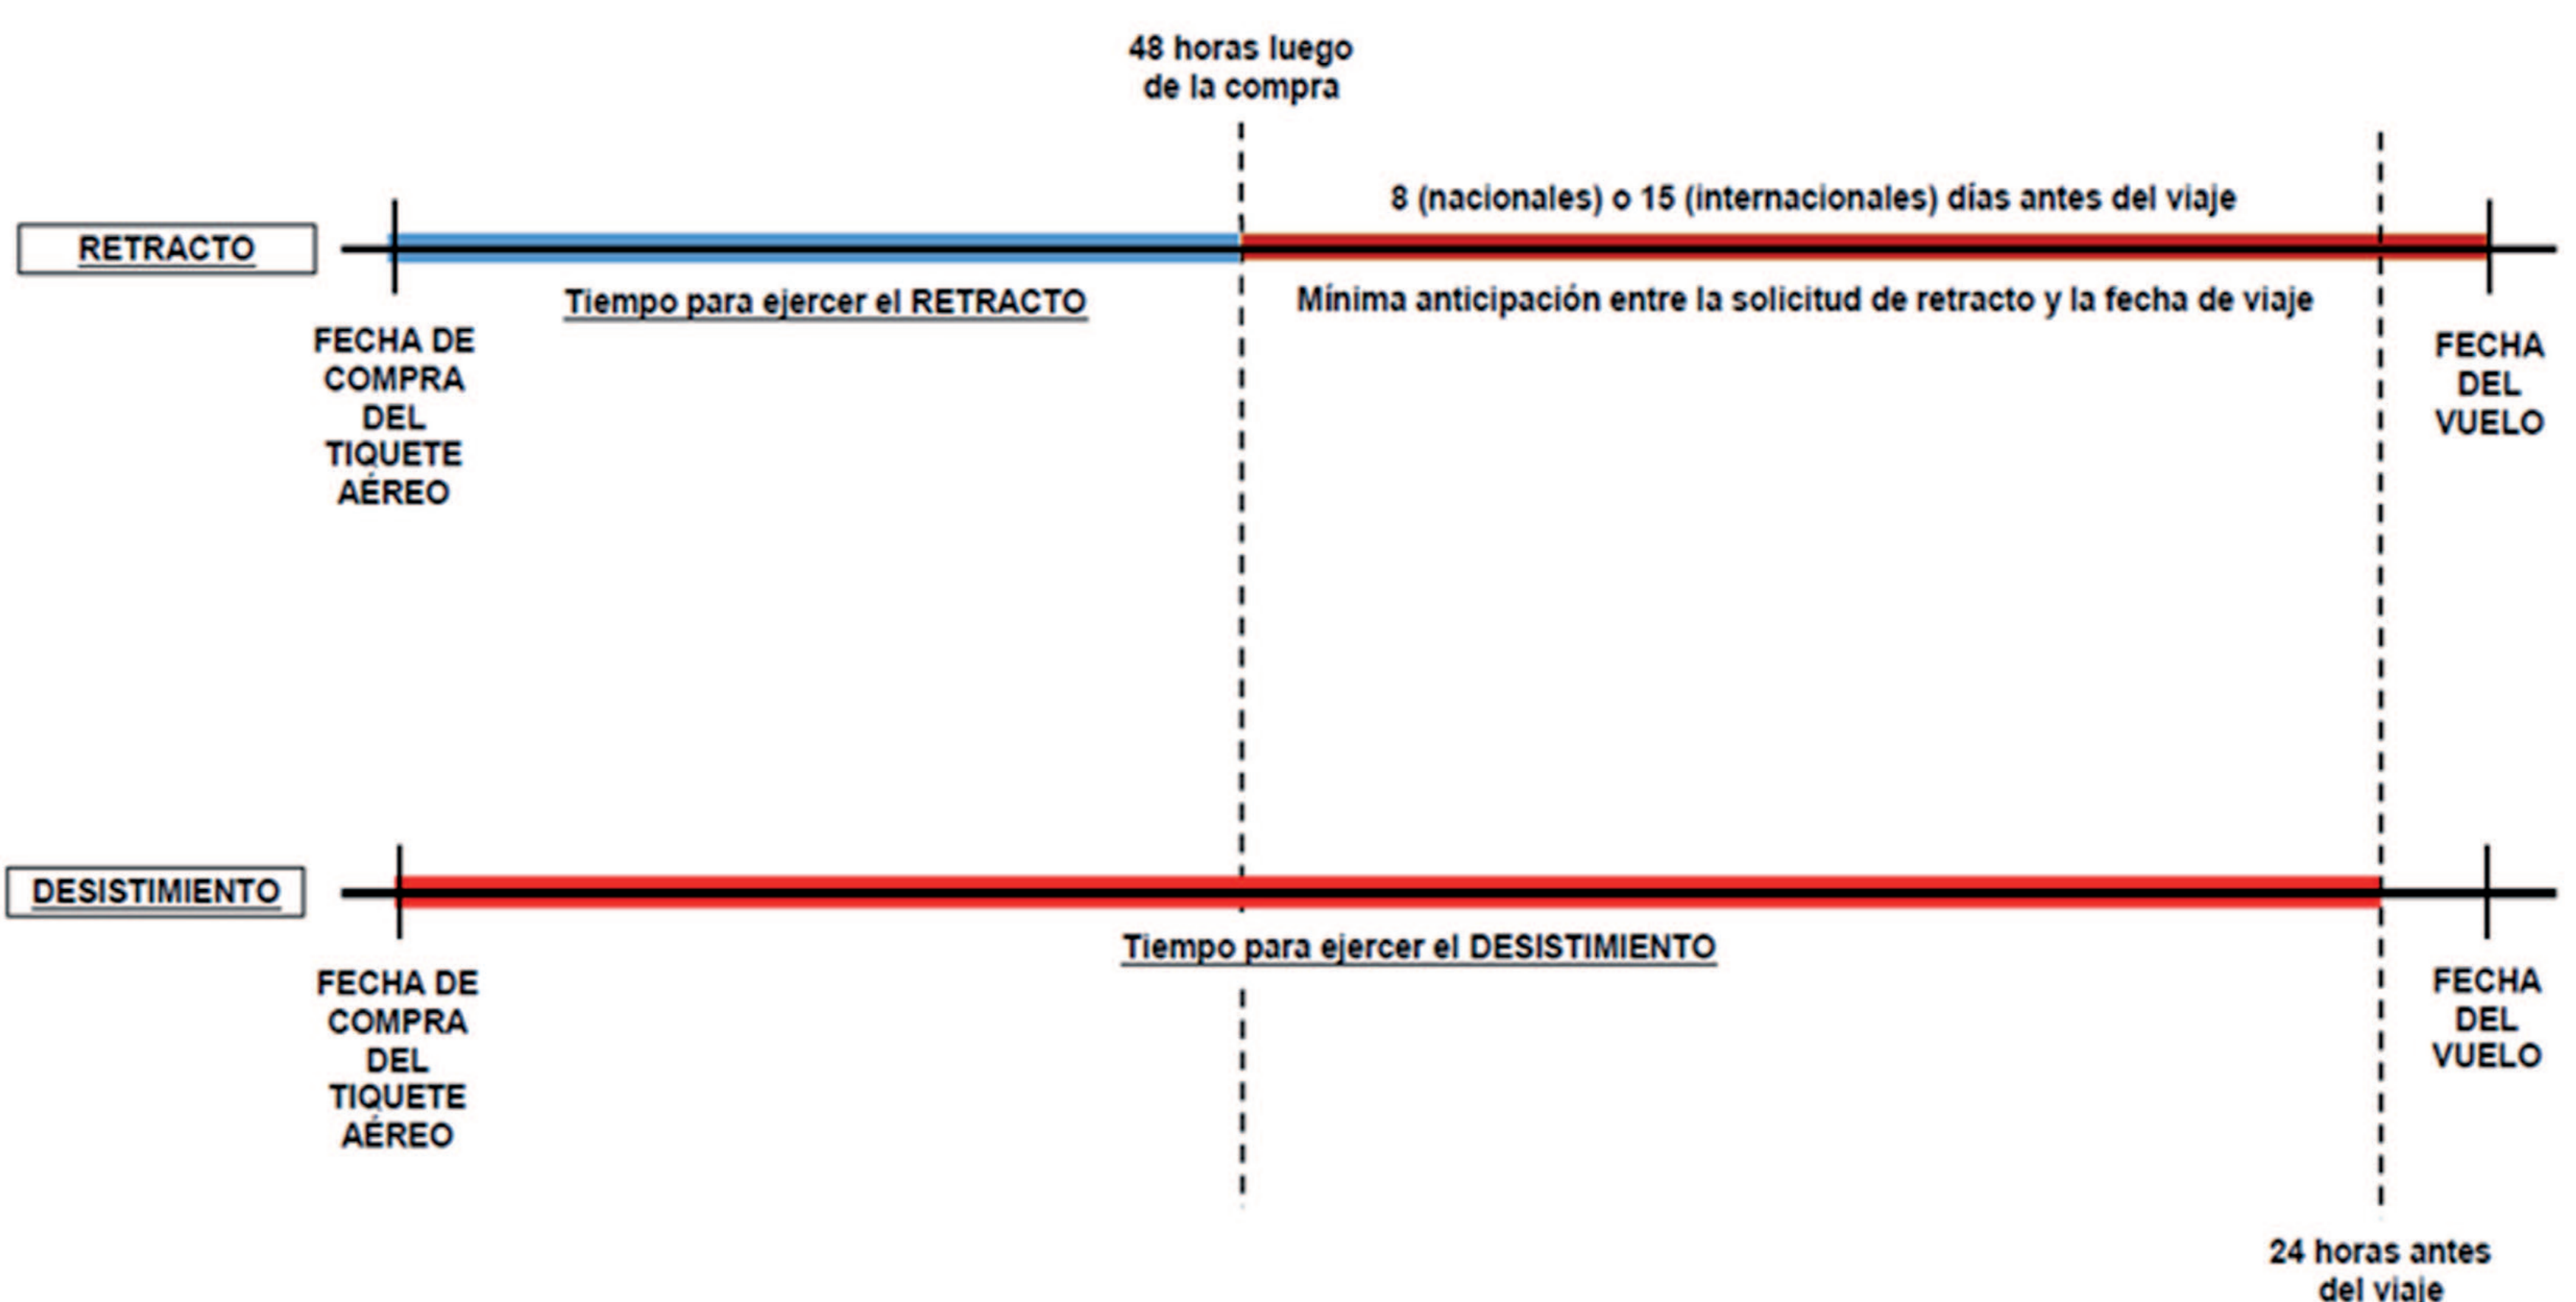 48 horas luego
de la compra
8 (nacionales) o 15 (internacionales) días antes del viaje
RETRACTO
Tiempo para ejercer el RETRACTO
Mínima anticipación entre la solicitud de retracto y la fecha de viaje
FECHA DE
COMPRA
DEL
TIQUETE
AÉREO
FECHA
DEL
VUELO
DESISTIMIENTO
Tiempo para ejercer el DESISTIMIENTO
FECHA DE
COMPRA
DEL
TIQUETE
AÉREO
FECHA
DEL
VUELO
24 horas antes
del viaje